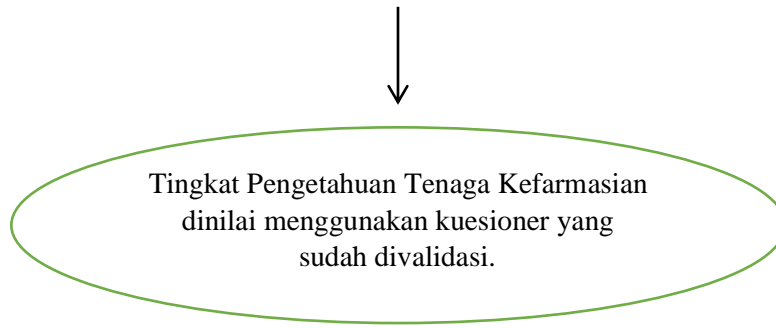 Tingkat Pengetahuan Tenaga Kefarmasian
dinilai menggunakan kuesioner yang
sudah divalidasi.